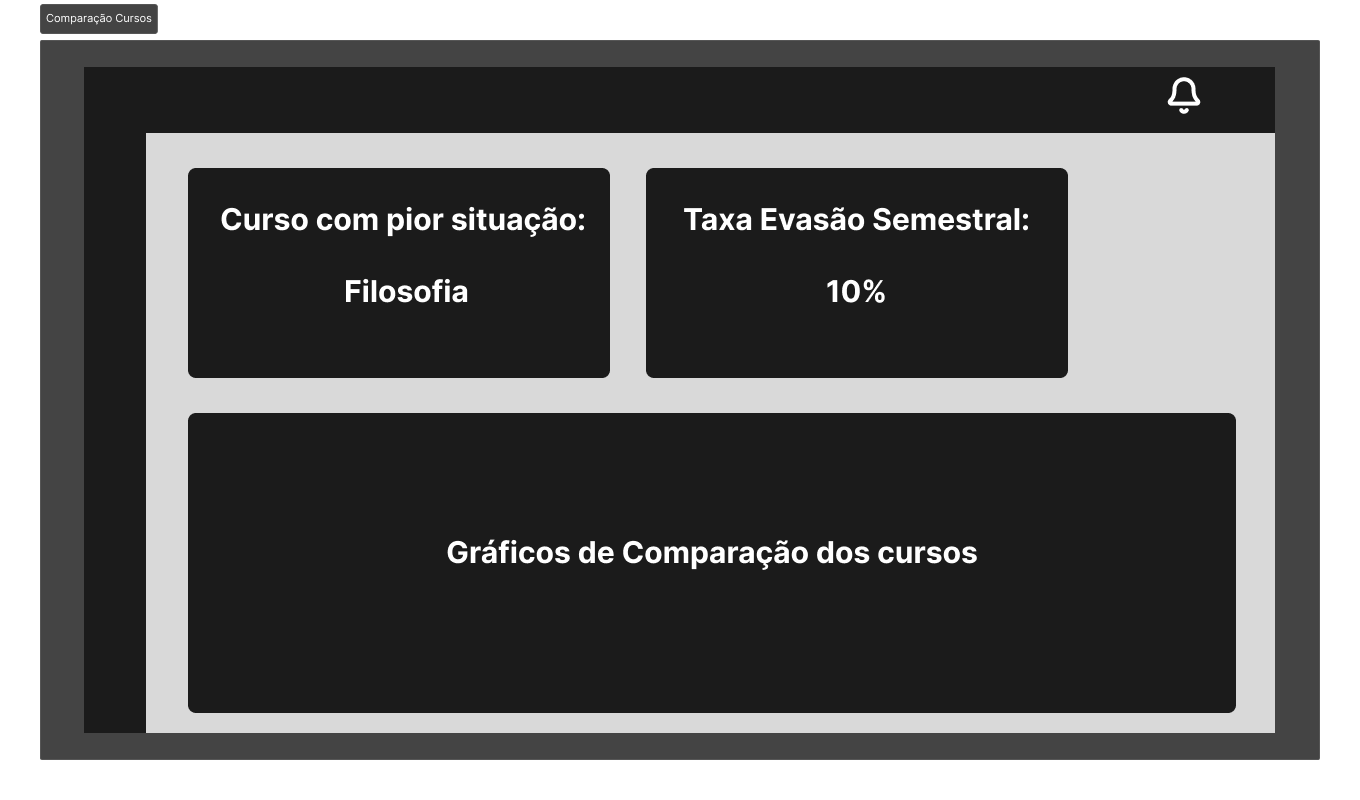 Comparação Cursos
Curso com pior situação:
Filosofia
Taxa Evasão Semestral:
10%
Gráficos de Comparação dos cursos